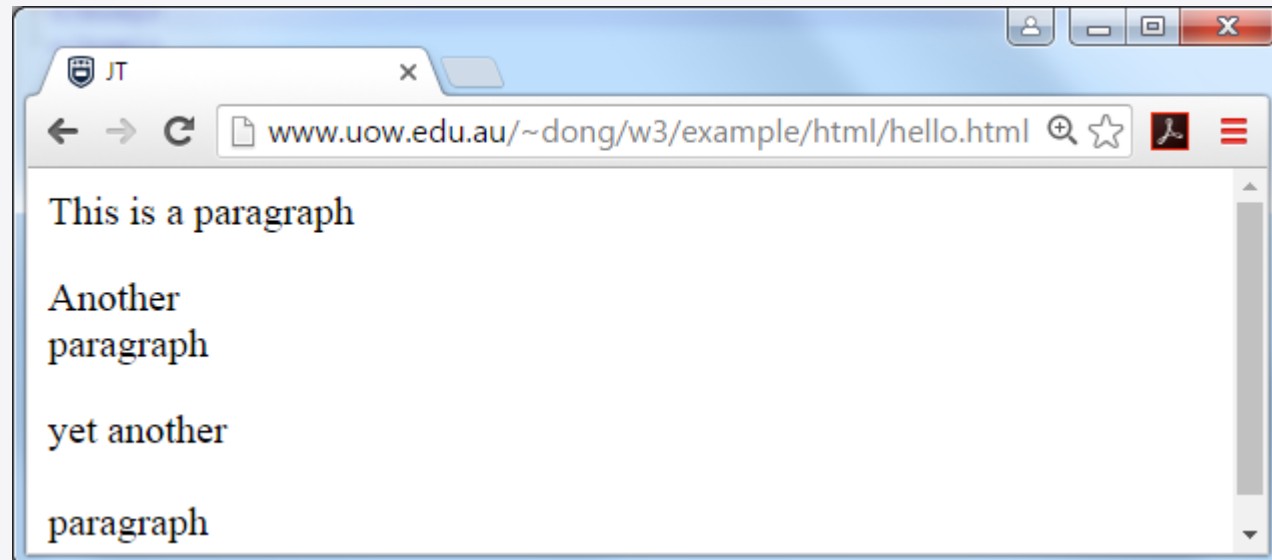 JT
www.uow.edu.au/~dong/w3/example/html/hello.html
This is a paragraph
Another
paragraph
yet another
paragraph